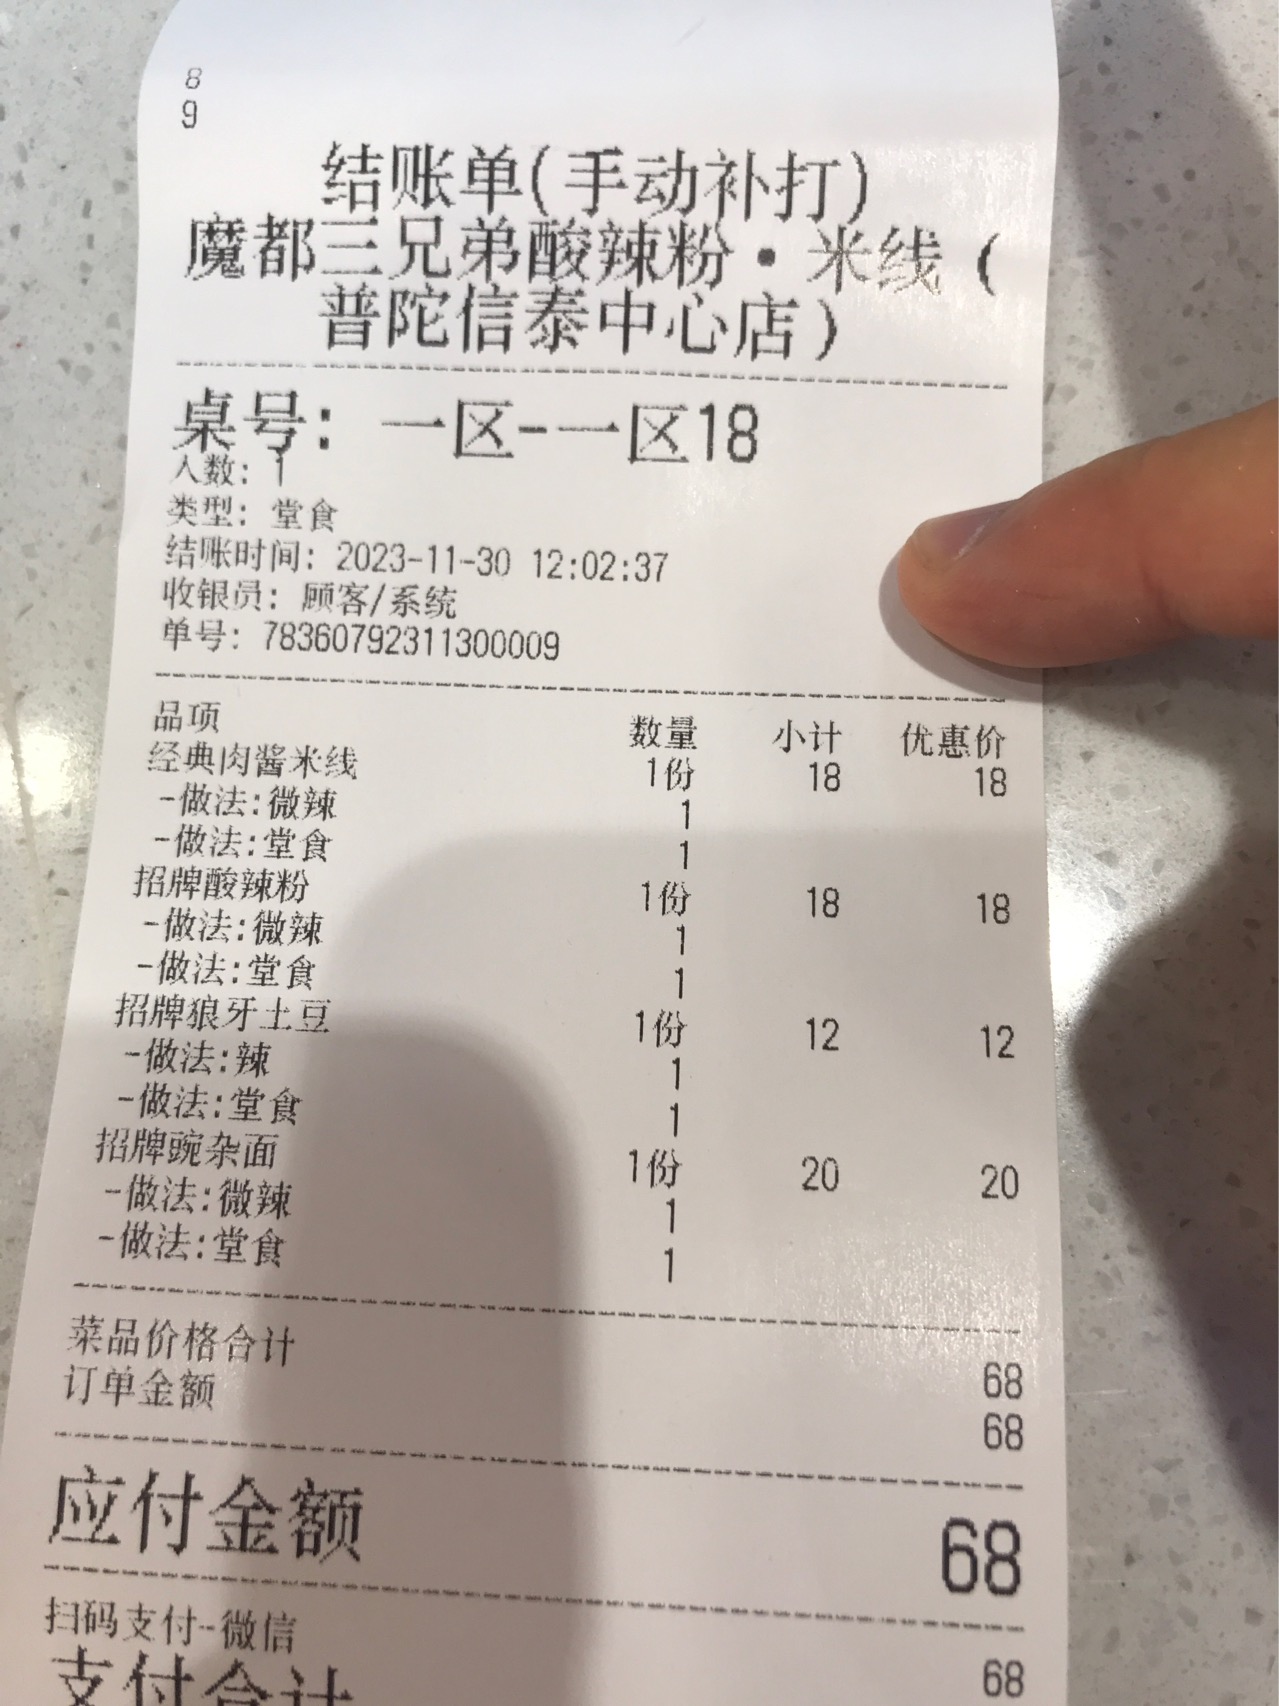 8
9
结账单(手动补打)
魔都三兄弟酸辣粉·米线(
普陀信泰中心店)
桌号: 一区-一区18
人数: 1
类型: 堂食
结账时间: 2023-11-30 12:02:37
收银员: 顾客/系统
单号: 78360792311300009
品项 数量 小计 优惠价
经典肉酱米线 1份 18 18
-做法:微辣 1
-做法:堂食 1
招牌酸辣粉 1份 18 18
-做法:微辣 1
-做法:堂食 1
招牌狼牙土豆 1份 12 12
-做法:辣 1
-做法:堂食 1
招牌豌杂面 1份 20 20
-做法:微辣 1
-做法:堂食 1
菜品价格合计 68
订单金额 68
应付金额 68
扫码支付--微信 68
支付合计